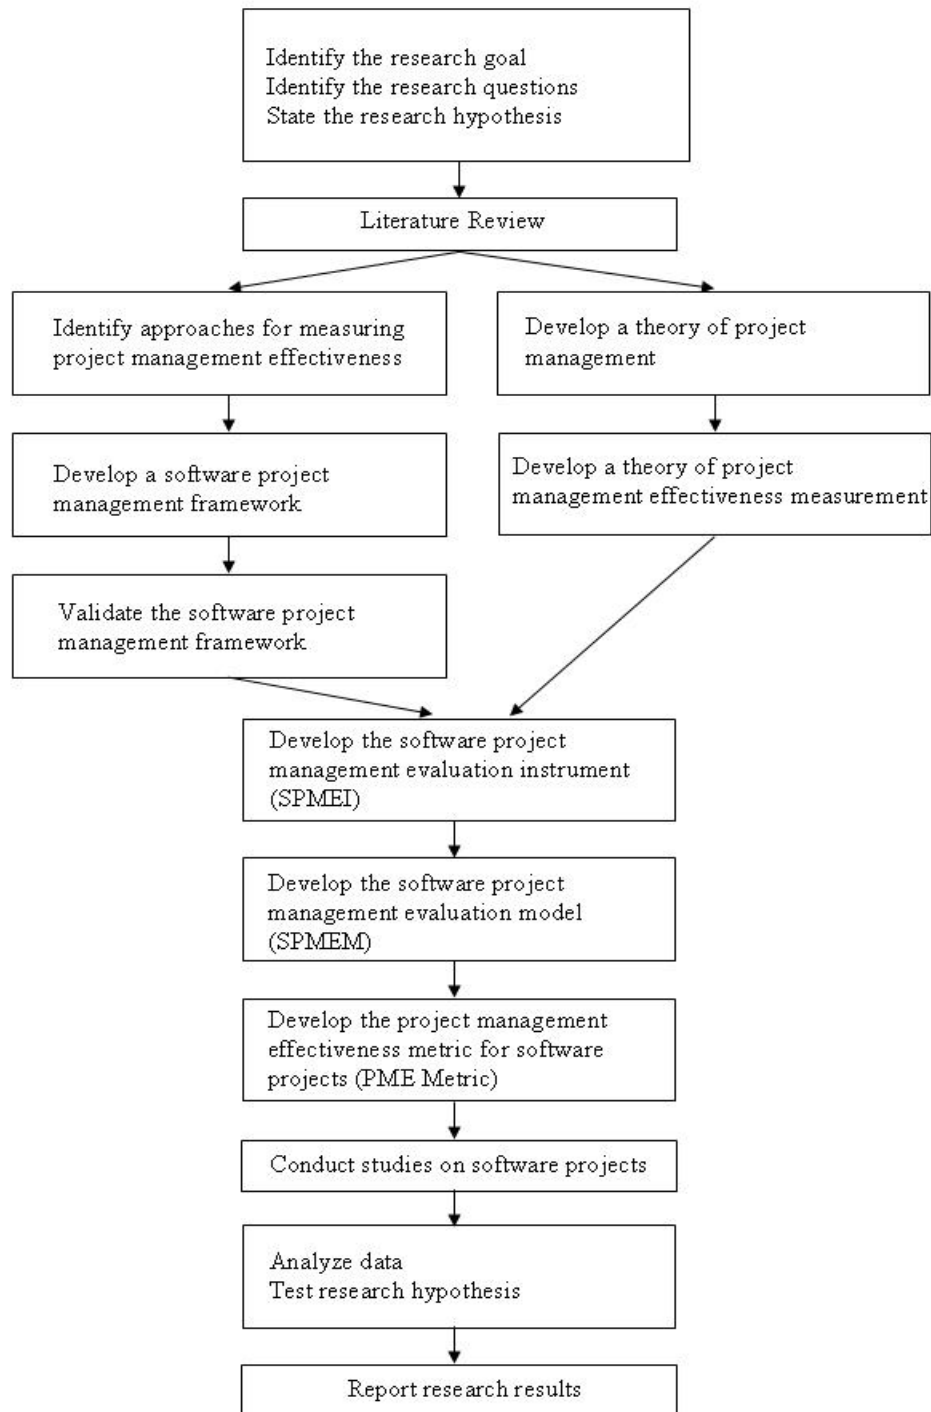 Identify the research goal
Identify the research questions
State the research hypothesis
Literature Review
Identify approaches for measuring
project management effectiveness
Develop a theory of project
management
Develop a software project
management framework
Develop a theory of project
management effectiveness measurement
Validate the software project
management framework
Develop the software project
management evaluation instrument
(SPMEI)
Develop the software project
management evaluation model
(SPMEM)
Develop the project management
effectiveness metric for software
projects (PME Metric)
Conduct studies on software projects
Analyze data
Test research hypothesis
Report research results